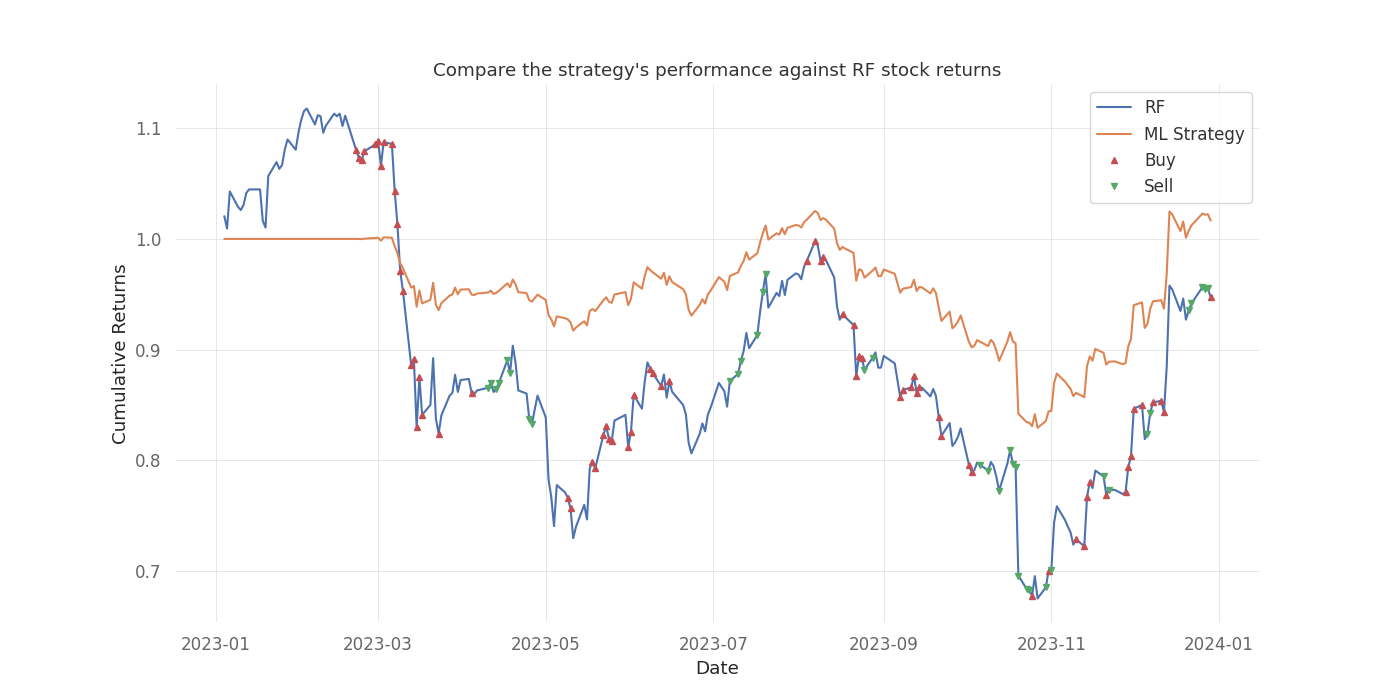 Compare the strategy's performance against RF stock returns
RF
ML Strategy
Buy
Sell
Cumulative Returns
1.1
1.0
0.9
0.8
0.7
2023-01
2023-03
2023-05
2023-07
2023-09
2023-11
2024-01
Date